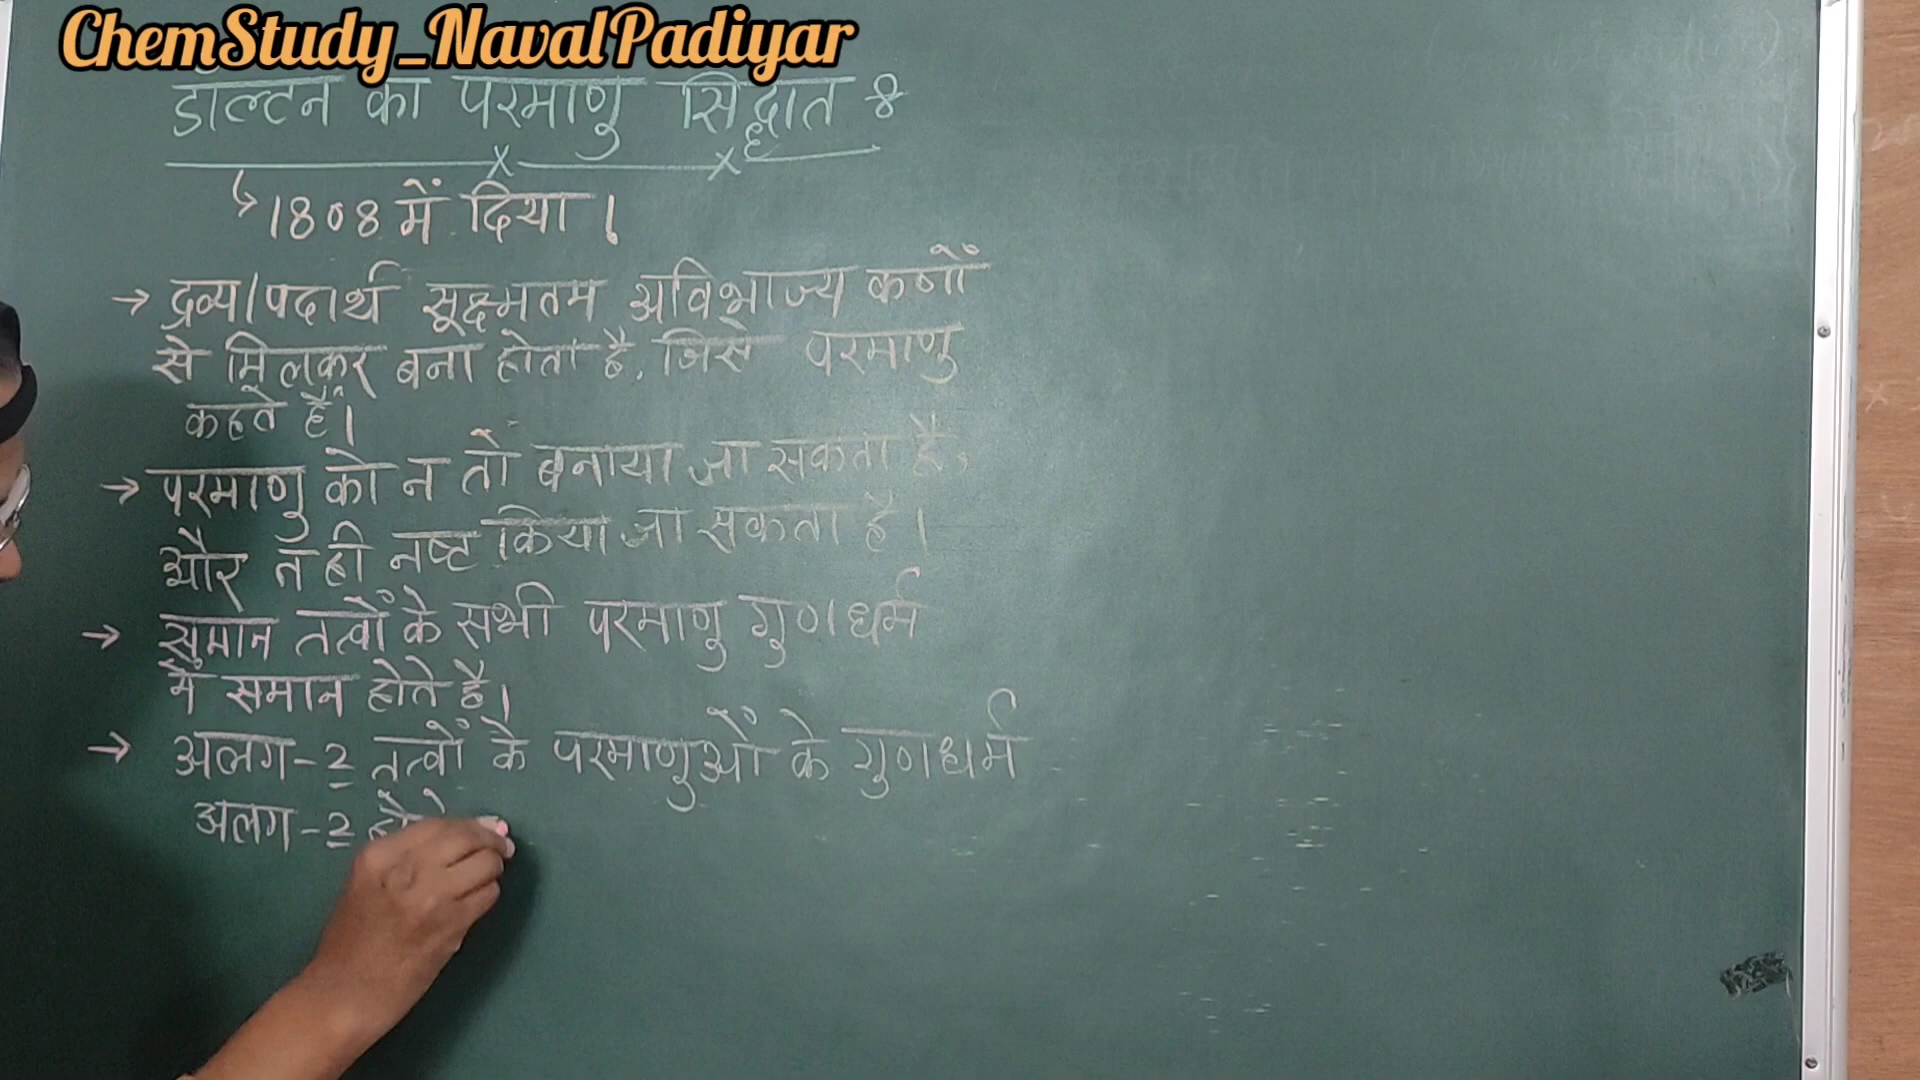 ChemStudy_NavalPadiyar
डॉल्टन का परमाणु सिद्धांत :-
↳ 1808 में दिया।
→ द्रव्य/पदार्थ सूक्ष्मतम अविभाज्य कणों
से मिलकर बना होता है, जिसे परमाणु
कहते हैं।
→ परमाणु को न तो बनाया जा सकता है,
और न ही नष्ट किया जा सकता है।
→ समान तत्वों के सभी परमाणु गुणधर्म
में समान होते है।
→ अलग-2 तत्वों के परमाणुओं के गुणधर्म
अलग-2